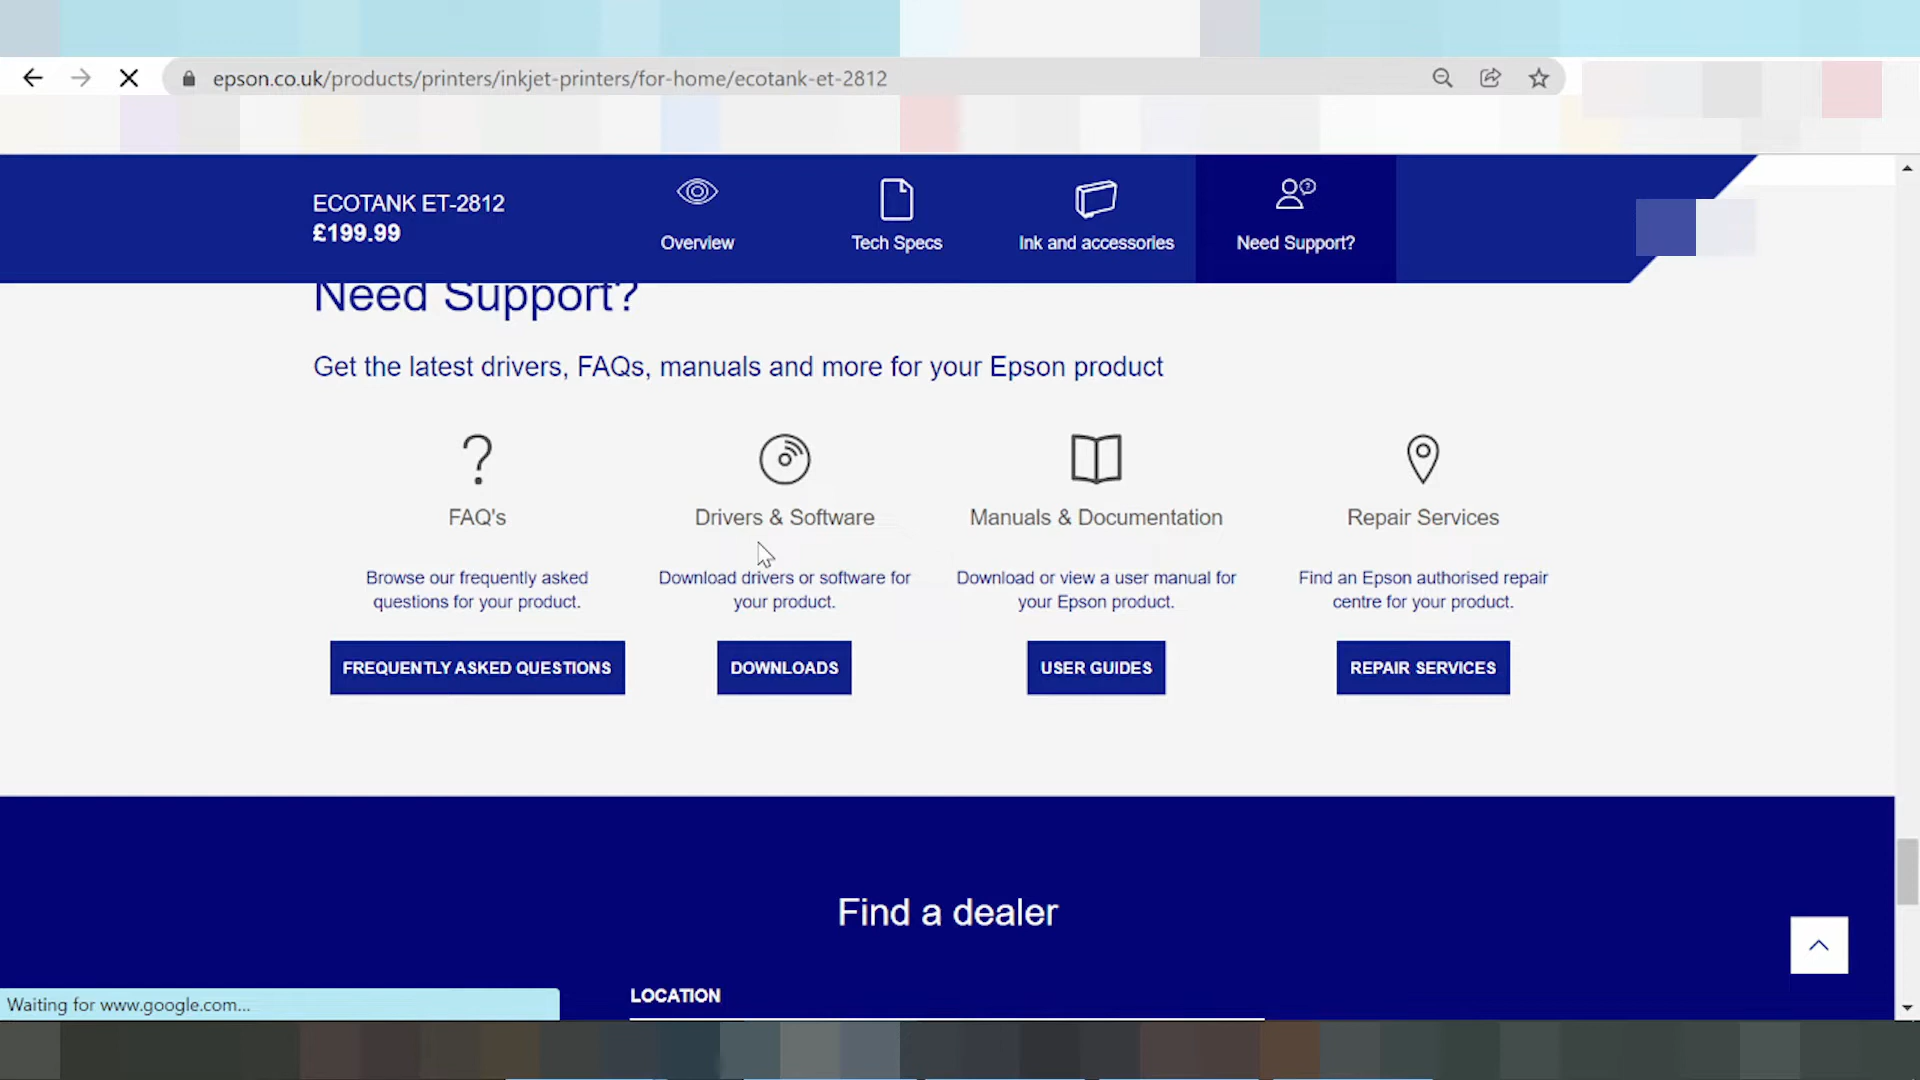 epson.co.uk/products/printers/inkjet-printers/for-home/ecotank-et-2812
ECOTANK ET-2812
£199.99
Overview
Tech Specs
Ink and accessories
Need Support?
Need Support?
Get the latest drivers, FAQs, manuals and more for your Epson product
FAQ's
Drivers & Software
Manuals & Documentation
Repair Services
Browse our frequently asked
questions for your product.
Download drivers or software for
your product.
Download or view a user manual for
your Epson product.
Find an Epson authorised repair
centre for your product.
FREQUENTLY ASKED QUESTIONS
DOWNLOADS
USER GUIDES
REPAIR SERVICES
Find a dealer
LOCATION
Waiting for www.google.com...